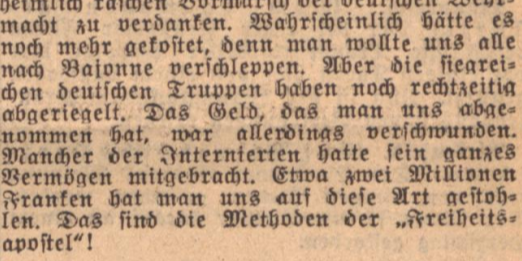 heimlich raschen Vormarsch der deutschen Wehr-
macht zu verdanken. Wahrscheinlich hätte es
noch mehr gekostet, denn man wollte uns alle
nach Bajonne verschleppen. Aber die siegrei-
chen deutschen Truppen haben noch rechtzeitig
abgeriegelt. Das Geld, das man uns abge-
nommen hat, war allerdings verschwunden.
Mancher der Internierten hatte sein ganzes
Vermögen mitgebracht. Etwa zwei Millionen
Franken hat man uns auf diese Art gestoh-
len. Das sind die Methoden der „Freiheits-
apostel"!